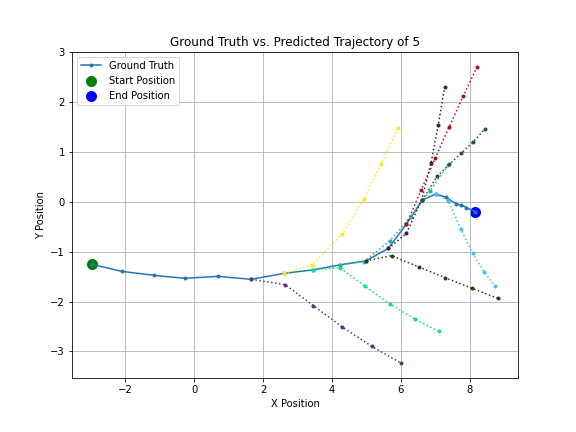 Ground Truth vs. Predicted Trajectory of 5
Ground Truth
Start Position
End Position
3
2
1
0
−1
−2
−3
Y Position
−2
0
2
4
6
8
X Position